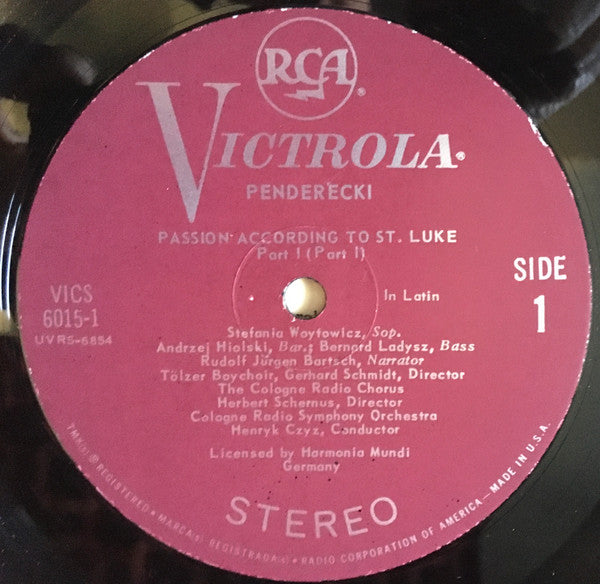 RCA®
VICTROLA®
PENDERECKI
PASSION ACCORDING TO ST. LUKE
Part I (Part I)
SIDE
1
VICS
6015-1
UVRS-6854
In Latin
Stefania Woytowicz, Sop.
Andrzej Hiolski, Bar.; Bernard Ladysz, Bass
Rudolf Jürgen Bartsch, Narrator
Tölzer Boychoir, Gerhard Schmidt, Director
The Cologne Radio Chorus
Herbert Schernus, Director
Cologne Radio Symphony Orchestra
Henryk Czyz, Conductor
Licensed by Harmonia Mundi
Germany
STEREO
TMK(s) ® REGISTERED • MARCA(s) REGISTRADA(s) • RADIO CORPORATION OF AMERICA—MADE IN U.S.A.